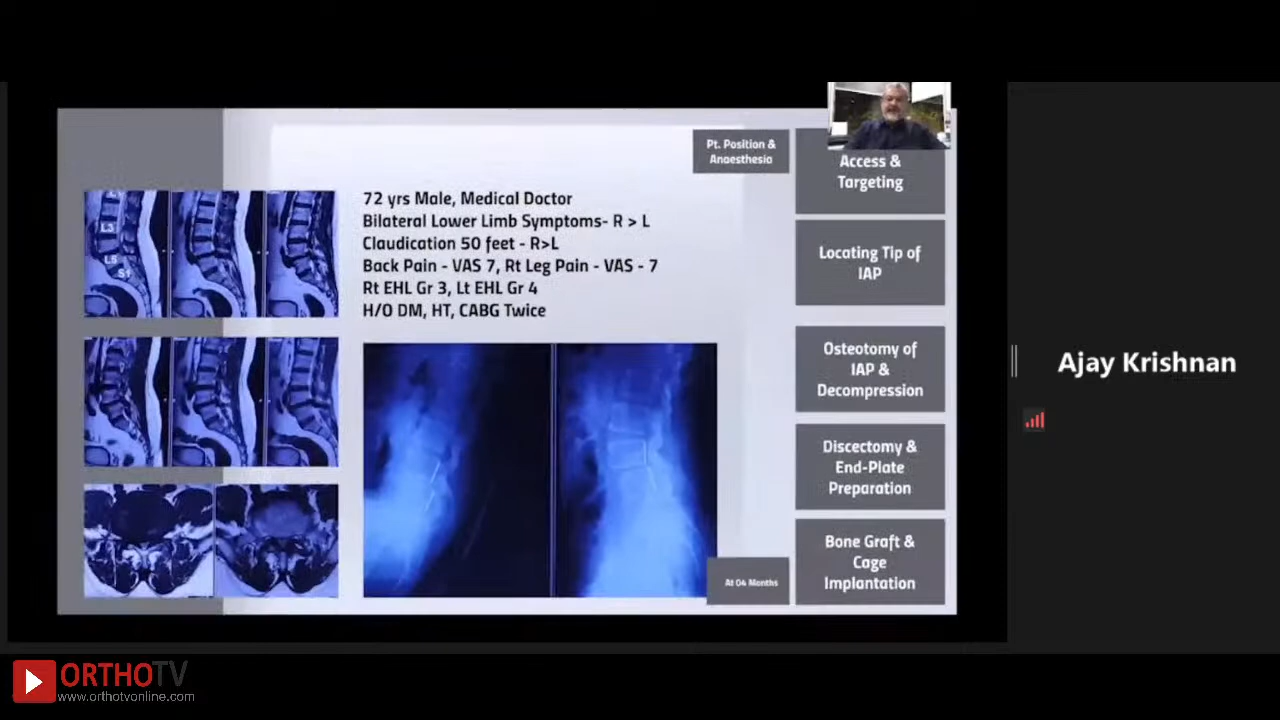 Pt. Position &
Anaesthesia
Access &
Targeting
72 yrs Male, Medical Doctor
Bilateral Lower Limb Symptoms- R > L
Claudication 50 feet - R>L
Back Pain - VAS 7, Rt Leg Pain - VAS - 7
Rt EHL Gr 3, Lt EHL Gr 4
H/O DM, HT, CABG Twice
L3
L5
S1
Locating Tip of
IAP
Osteotomy of
IAP &
Decompression
Discectomy &
End-Plate
Preparation
Bone Graft &
Cage
Implantation
At 04 Months
Ajay Krishnan
ORTHOTV
www.orthotvonline.com